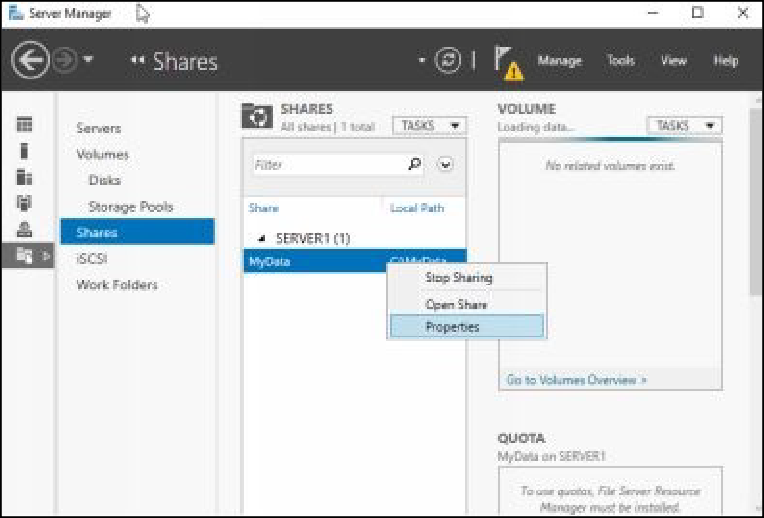 Server Manager
Shares
Manage Tools View Help
Servers
Volumes
Disks
Storage Pools
Shares
iSCSI
Work Folders
SHARES
All shares | 1 total
TASKS
Filter
Share Local Path
SERVER1 (1)
MyData C:\MyData
Stop Sharing
Open Share
Properties
VOLUME
Loading data...
TASKS
No related volumes exist.
Go to Volumes Overview >
QUOTA
MyData on SERVER1
To use quotas, File Server Resource
Manager must be installed.